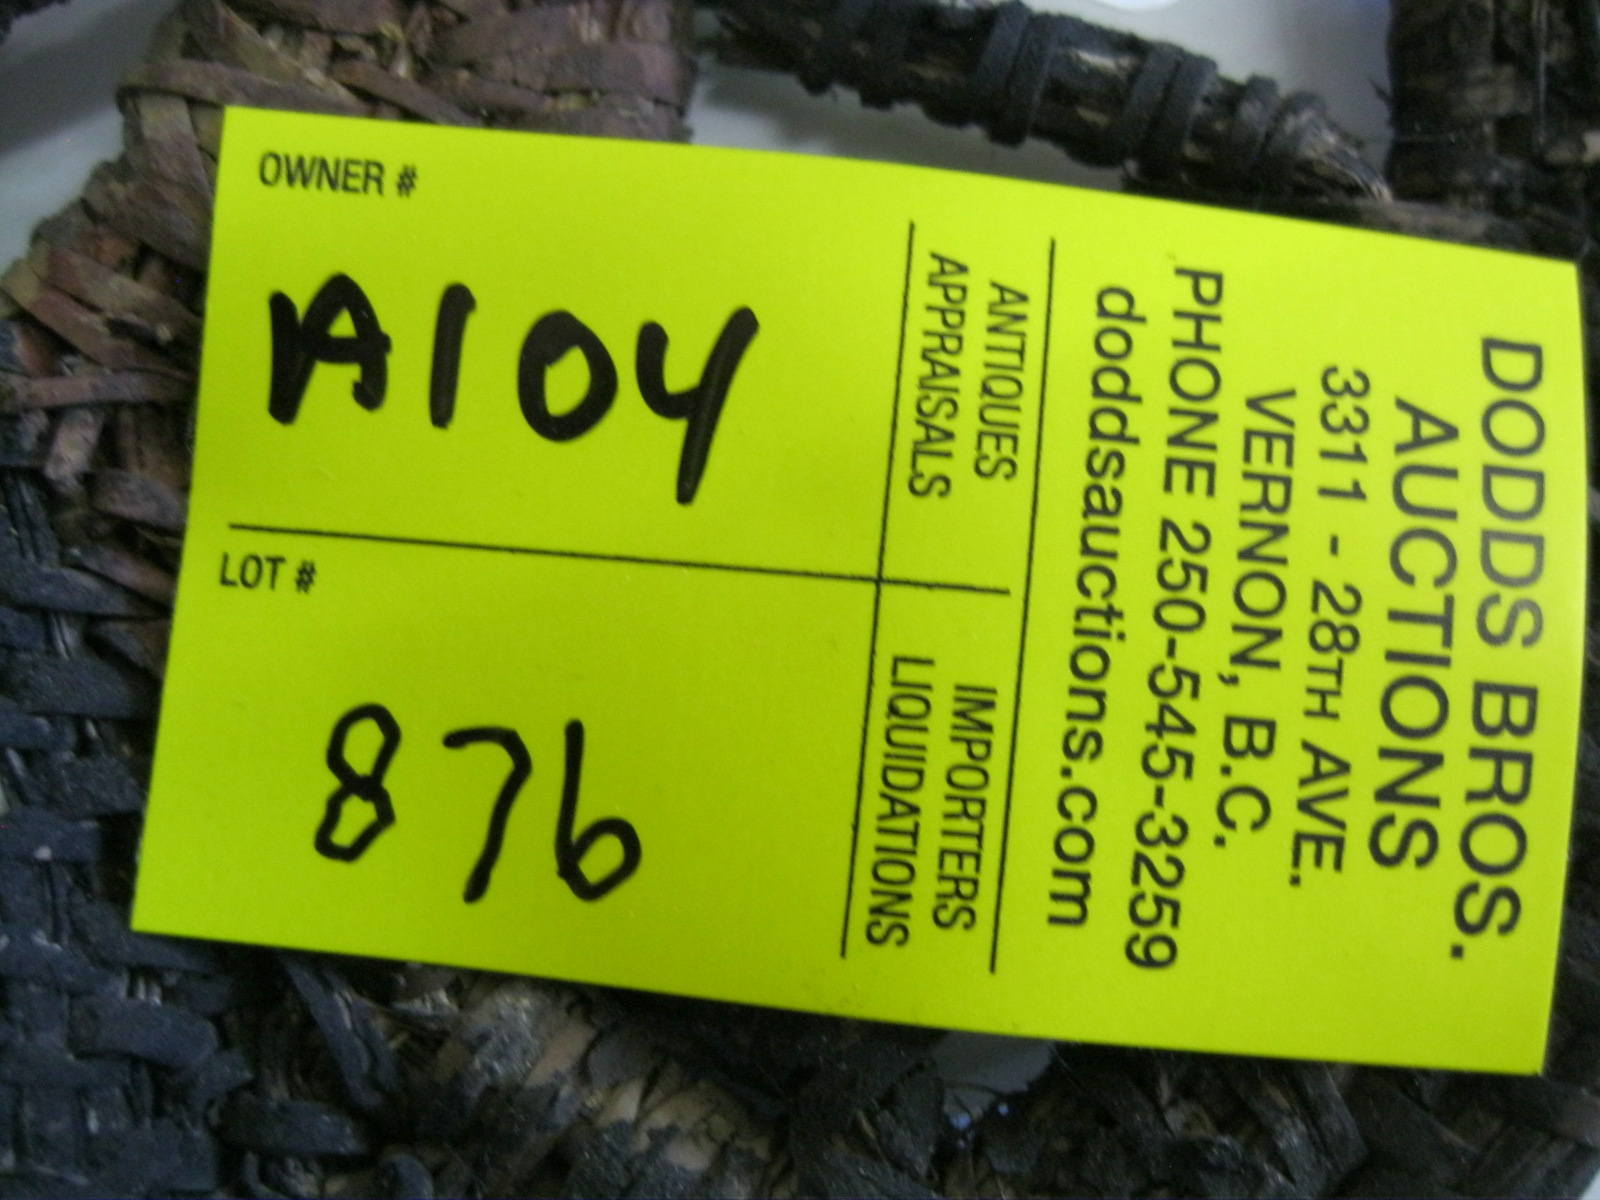 DODDS BROS.
AUCTIONS
3311 - 28TH AVE.
VERNON, B.C.
PHONE 250-545-3259
doddsauctions.com
ANTIQUES
APPRAISALS
IMPORTERS
LIQUIDATIONS
OWNER #
A104
LOT #
876